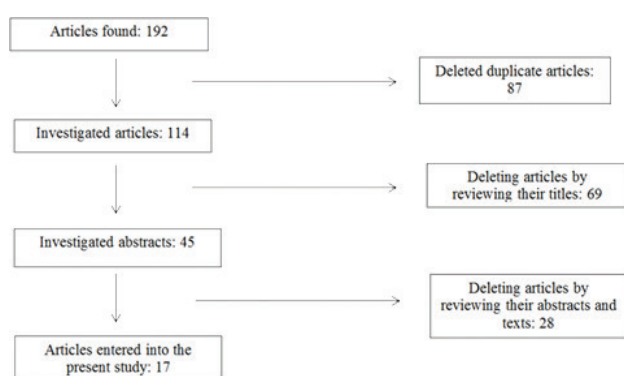 Articles found: 192
Deleted duplicate articles:
87
Investigated articles: 114
Deleting articles by
reviewing their titles: 69
Investigated abstracts: 45
Deleting articles by
reviewing their abstracts and
texts: 28
Articles entered into the
present study: 17